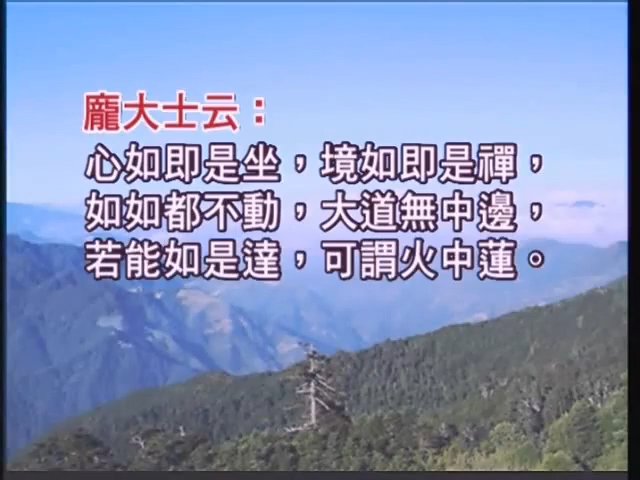 龐大士云：
心如即是坐，境如即是禪，
如如都不動，大道無中邊，
若能如是達，可謂火中蓮。